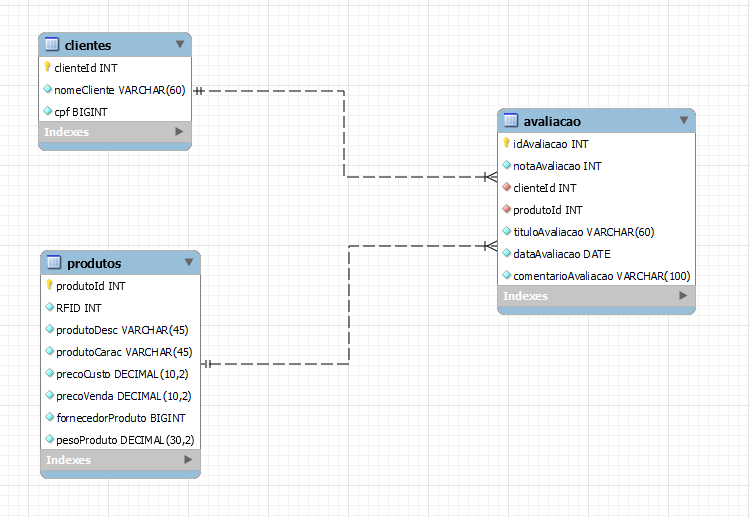 clientes
clienteId INT
nomeCliente VARCHAR(60)
cpf BIGINT
Indexes
avaliacao
idAvaliacao INT
notaAvaliacao INT
clienteId INT
produtoId INT
tituloAvaliacao VARCHAR(60)
dataAvaliacao DATE
comentarioAvaliacao VARCHAR(100)
Indexes
produtos
produtoId INT
RFID INT
produtoDesc VARCHAR(45)
produtoCarac VARCHAR(45)
precoCusto DECIMAL(10,2)
precoVenda DECIMAL(10,2)
fornecedorProduto BIGINT
pesoProduto DECIMAL(30,2)
Indexes